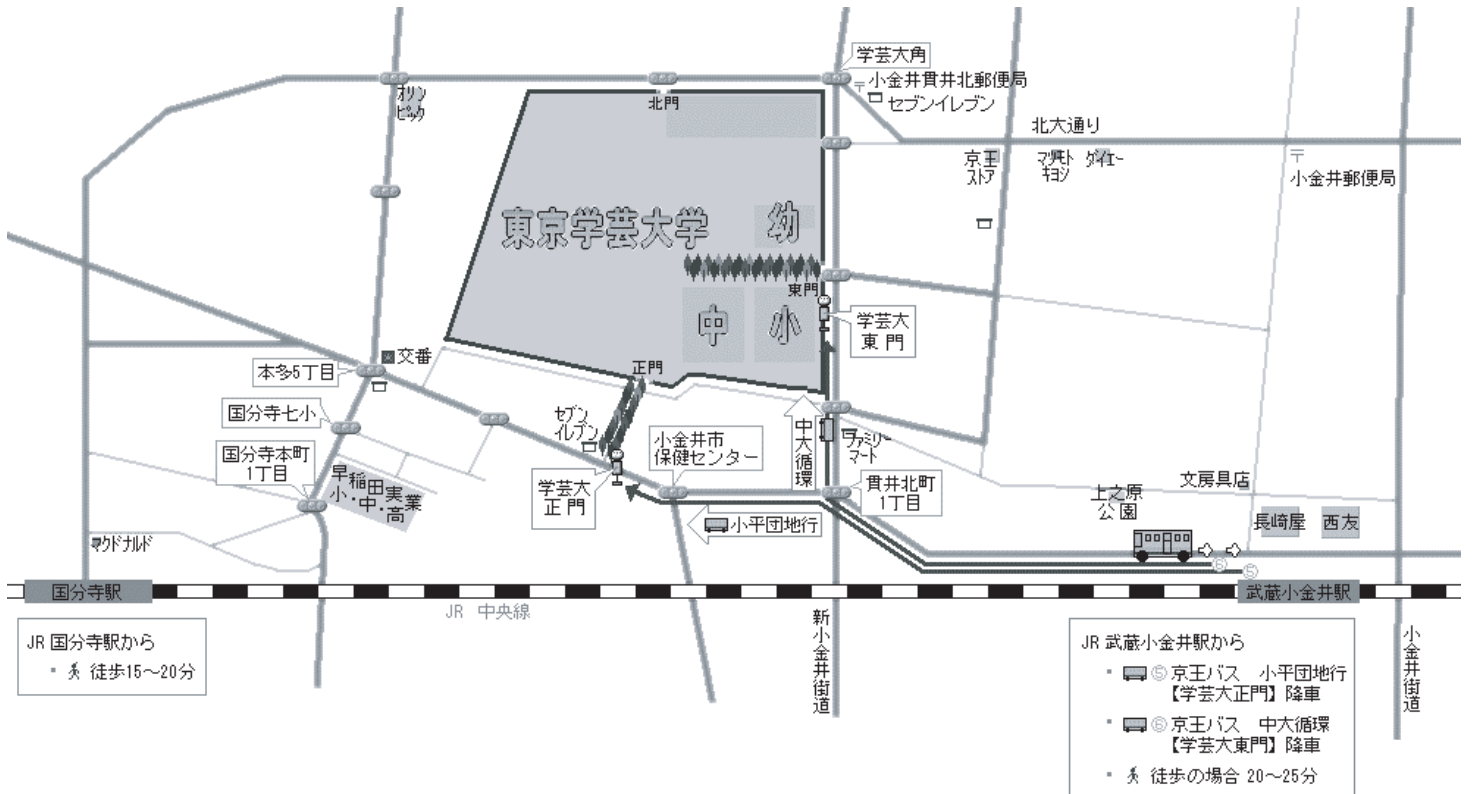 学芸大角
小金井貫井北郵便局
セブンイレブン
オリン
ピック
北門
北大通り
京王
ストア
マツモト
キヨシ
ダイエー
小金井郵便局
東京学芸大学
幼
東門
中
小
学芸大
東門
本多5丁目
交番
正門
国分寺七小
セブン
イレブン
小金井市
保健センター
中大循環
ファミリー
マート
国分寺本町
1丁目
早稲田実業
小・中・高
学芸大
正門
貫井北町
1丁目
文房具店
上之原
公園
長崎屋
西友
小平団地行
マクドナルド
⑥
⑤
国分寺駅
武蔵小金井駅
JR 中央線
新小金井街道
小金井街道
JR 国分寺駅から
徒歩15～20分
JR 武蔵小金井駅から
⑤京王バス 小平団地行
【学芸大正門】降車
⑥京王バス 中大循環
【学芸大東門】降車
徒歩の場合 20～25分